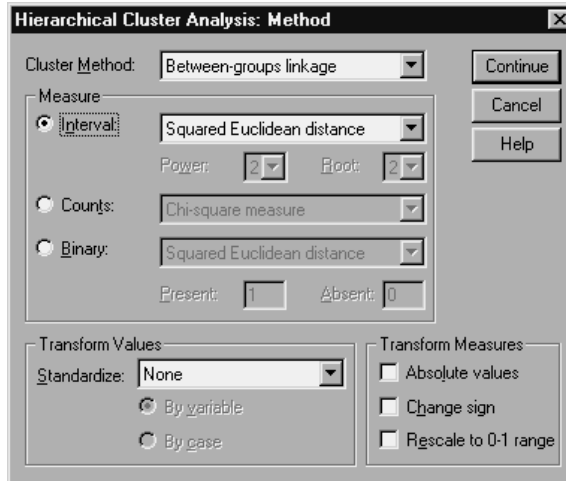 Hierarchical Cluster Analysis: Method
Cluster Method: Between-groups linkage
Continue
Cancel
Help
Measure
Interval: Squared Euclidean distance
Power: 2 Root: 2
Counts: Chi-square measure
Binary: Squared Euclidean distance
Present: 1 Absent: 0
Transform Values
Standardize: None
By variable
By case
Transform Measures
Absolute values
Change sign
Rescale to 0-1 range